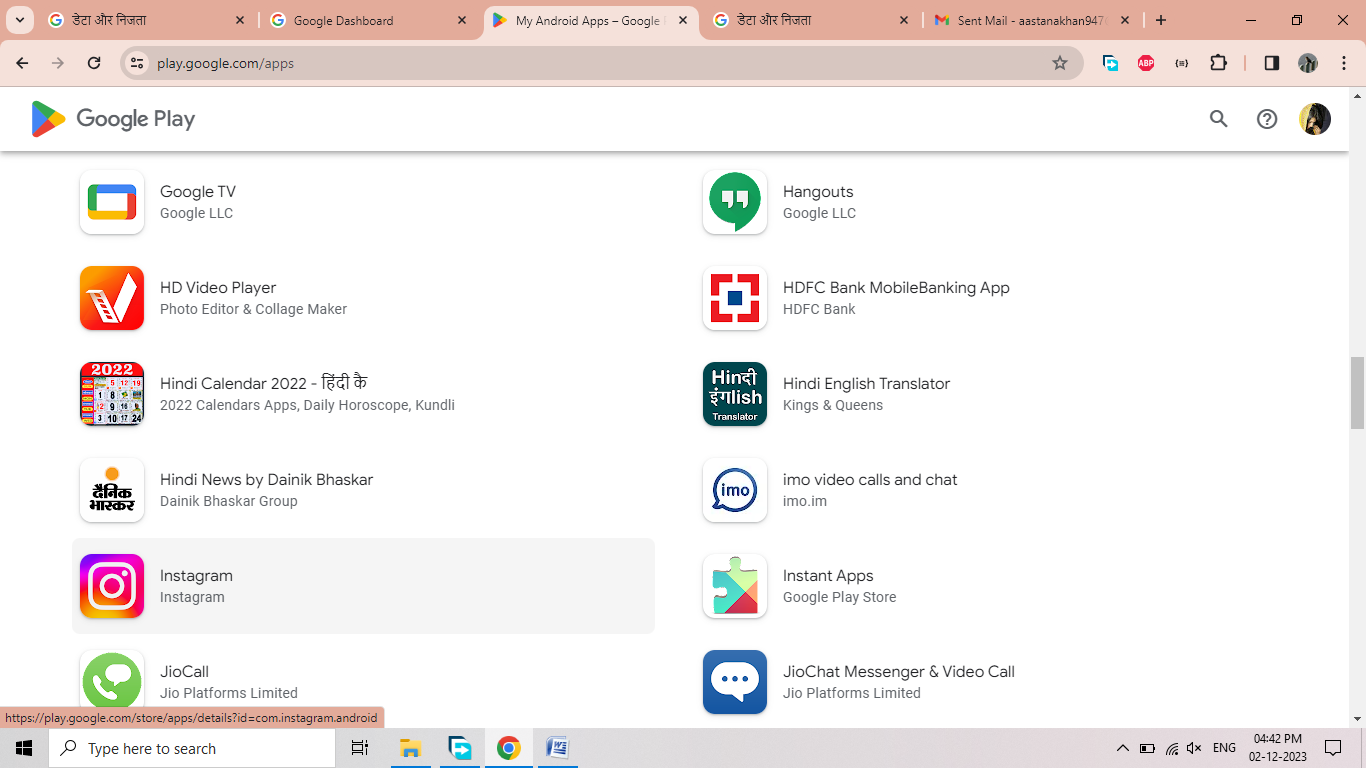 डेटा और निजता
Google Dashboard
My Android Apps – Google
डेटा और निजता
Sent Mail - aastanakhan947
play.google.com/apps
ABP
Google Play
Google TV
Google LLC
Hangouts
Google LLC
HD Video Player
Photo Editor & Collage Maker
HDFC Bank MobileBanking App
HDFC Bank
2022
Hindi Calendar 2022 - हिंदी कै
2022 Calendars Apps, Daily Horoscope, Kundli
Hinदी
इंगlish
Translator
Hindi English Translator
Kings & Queens
दैनिक
भास्कर
Hindi News by Dainik Bhaskar
Dainik Bhaskar Group
imo
imo video calls and chat
imo.im
Instagram
Instagram
Instant Apps
Google Play Store
JioCall
Jio Platforms Limited
JioChat Messenger & Video Call
Jio Platforms Limited
https://play.google.com/store/apps/details?id=com.instagram.android
Type here to search
ENG
04:42 PM
02-12-2023